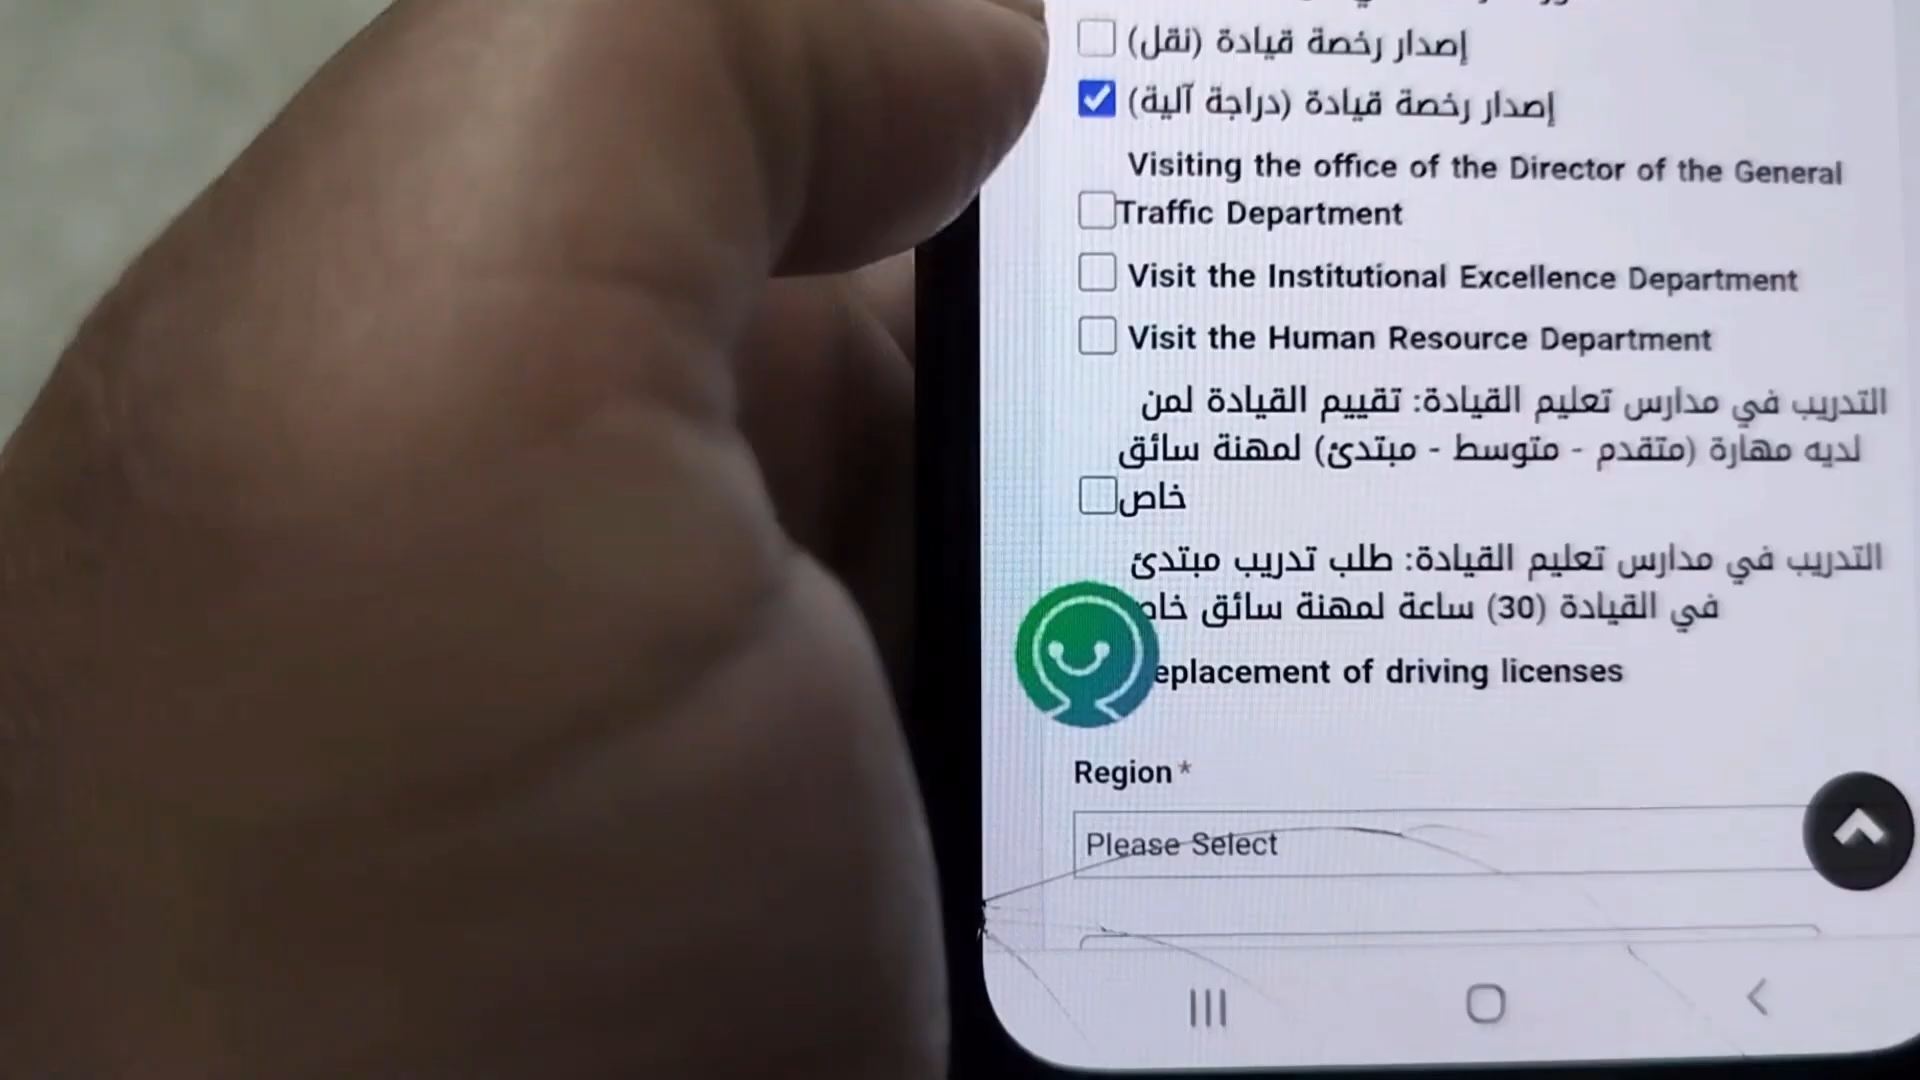 إصدار رخصة قيادة (نقل)
إصدار رخصة قيادة (دراجة آلية)
Visiting the office of the Director of the General
Traffic Department
Visit the Institutional Excellence Department
Visit the Human Resource Department
التدريب في مدارس تعليم القيادة: تقييم القيادة لمن
لديه مهارة (متقدم - متوسط - مبتدئ) لمهنة سائق
خاص
التدريب في مدارس تعليم القيادة: طلب تدريب مبتدئ
في القيادة (30) ساعة لمهنة سائق خاص
eplacement of driving licenses
Region *
Please Select